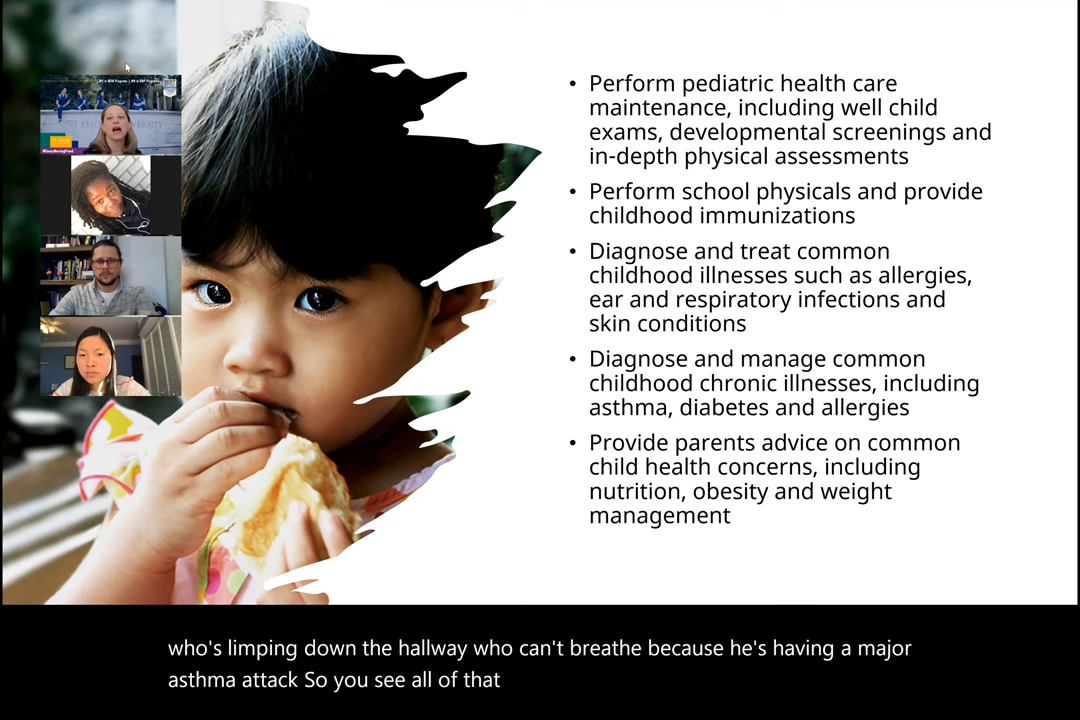 • Perform pediatric health care
maintenance, including well child
exams, developmental screenings and
in-depth physical assessments
• Perform school physicals and provide
childhood immunizations
• Diagnose and treat common
childhood illnesses such as allergies,
ear and respiratory infections and
skin conditions
• Diagnose and manage common
childhood chronic illnesses, including
asthma, diabetes and allergies
• Provide parents advice on common
child health concerns, including
nutrition, obesity and weight
management
who's limping down the hallway who can't breathe because he's having a major
asthma attack So you see all of that